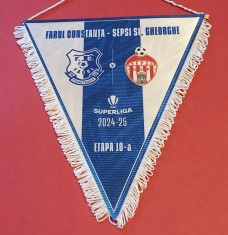 FARUL CONSTANȚA - SEPSI SF. GHEORGHE
SUPERLIGA
2024-25
ETAPA 10-a